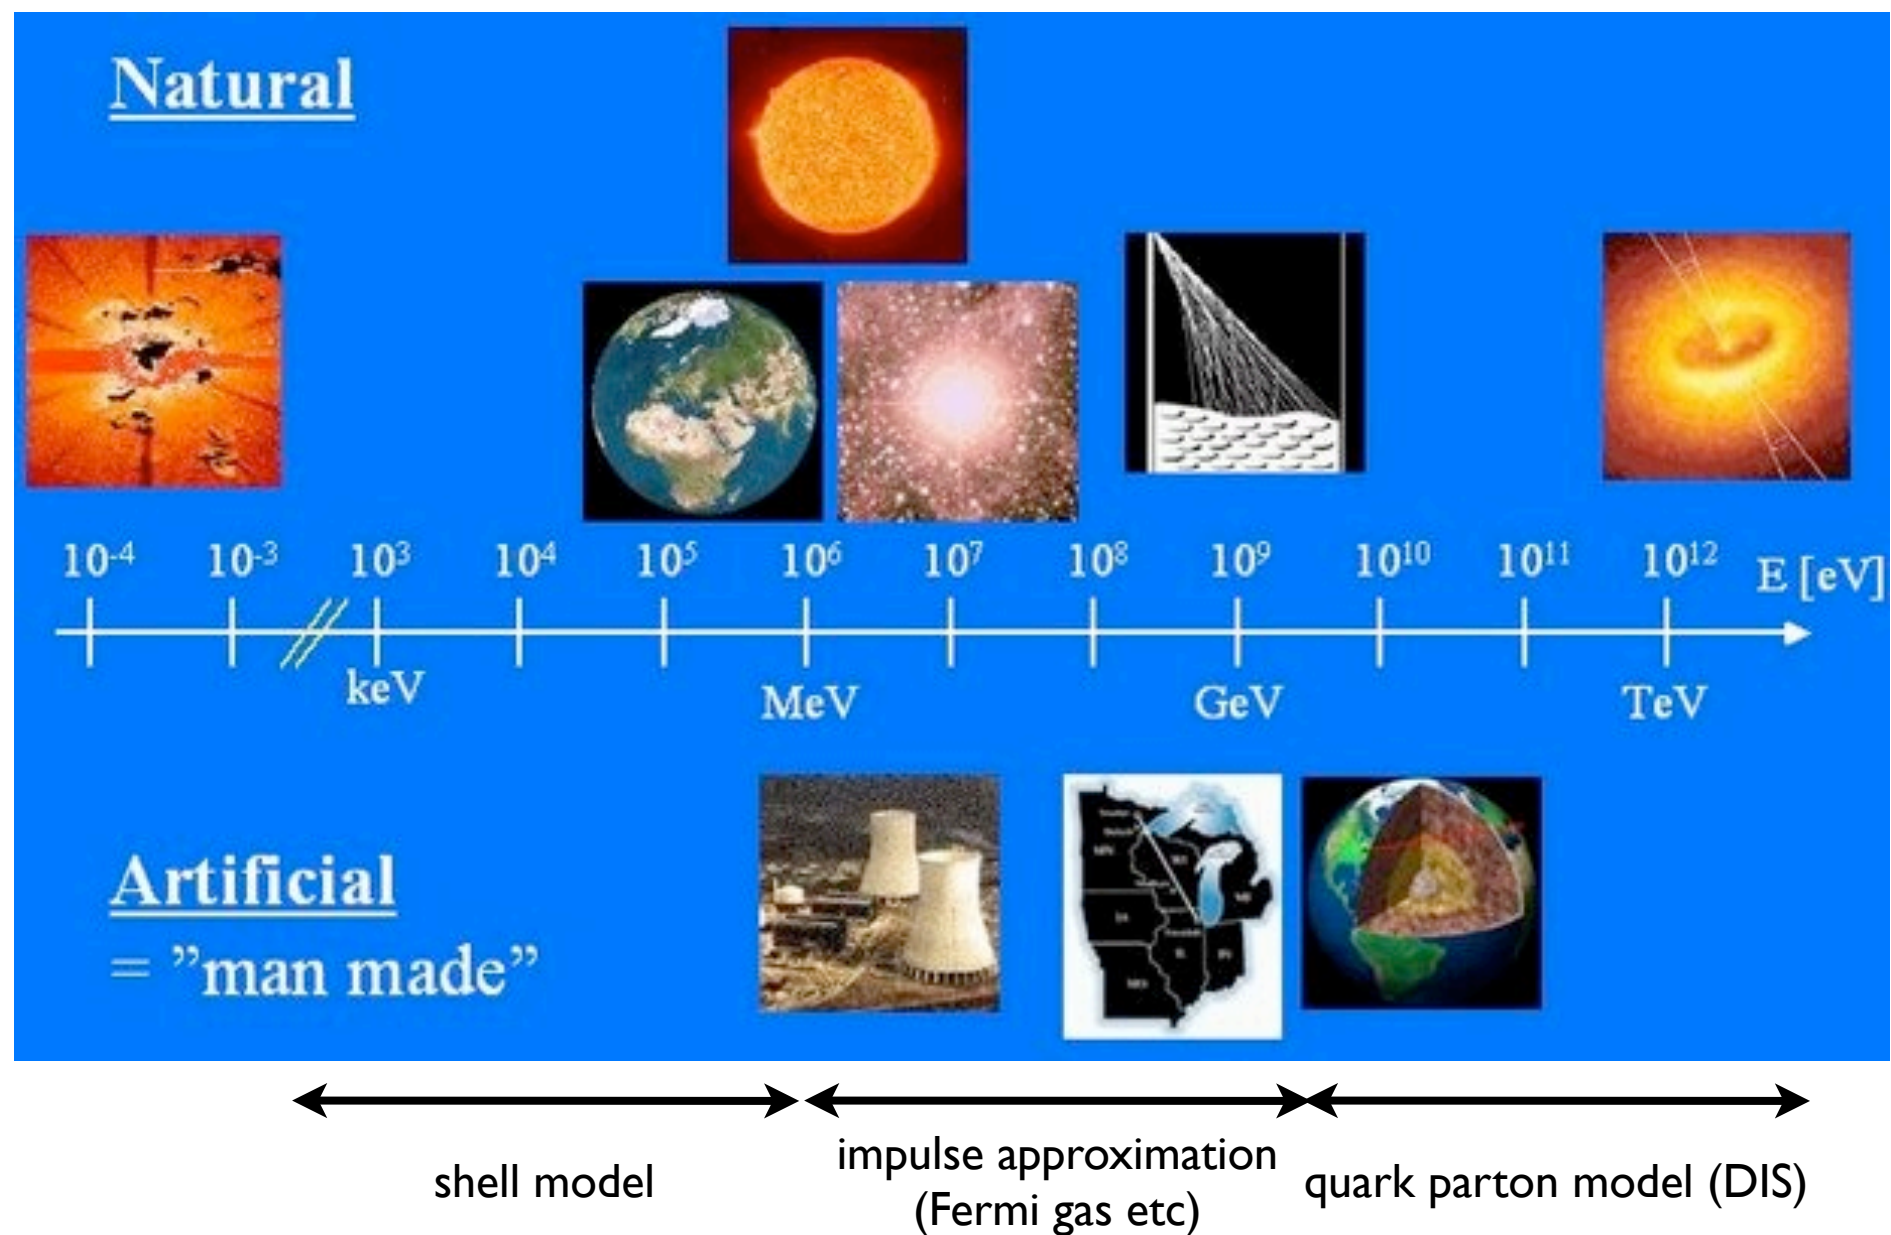 Natural
10⁻⁴ 10⁻³ 10³ 10⁴ 10⁵ 10⁶ 10⁷ 10⁸ 10⁹ 10¹⁰ 10¹¹ 10¹² E [eV]
keV MeV GeV TeV
Artificial
= ”man made”
shell model
impulse approximation
(Fermi gas etc)
quark parton model (DIS)